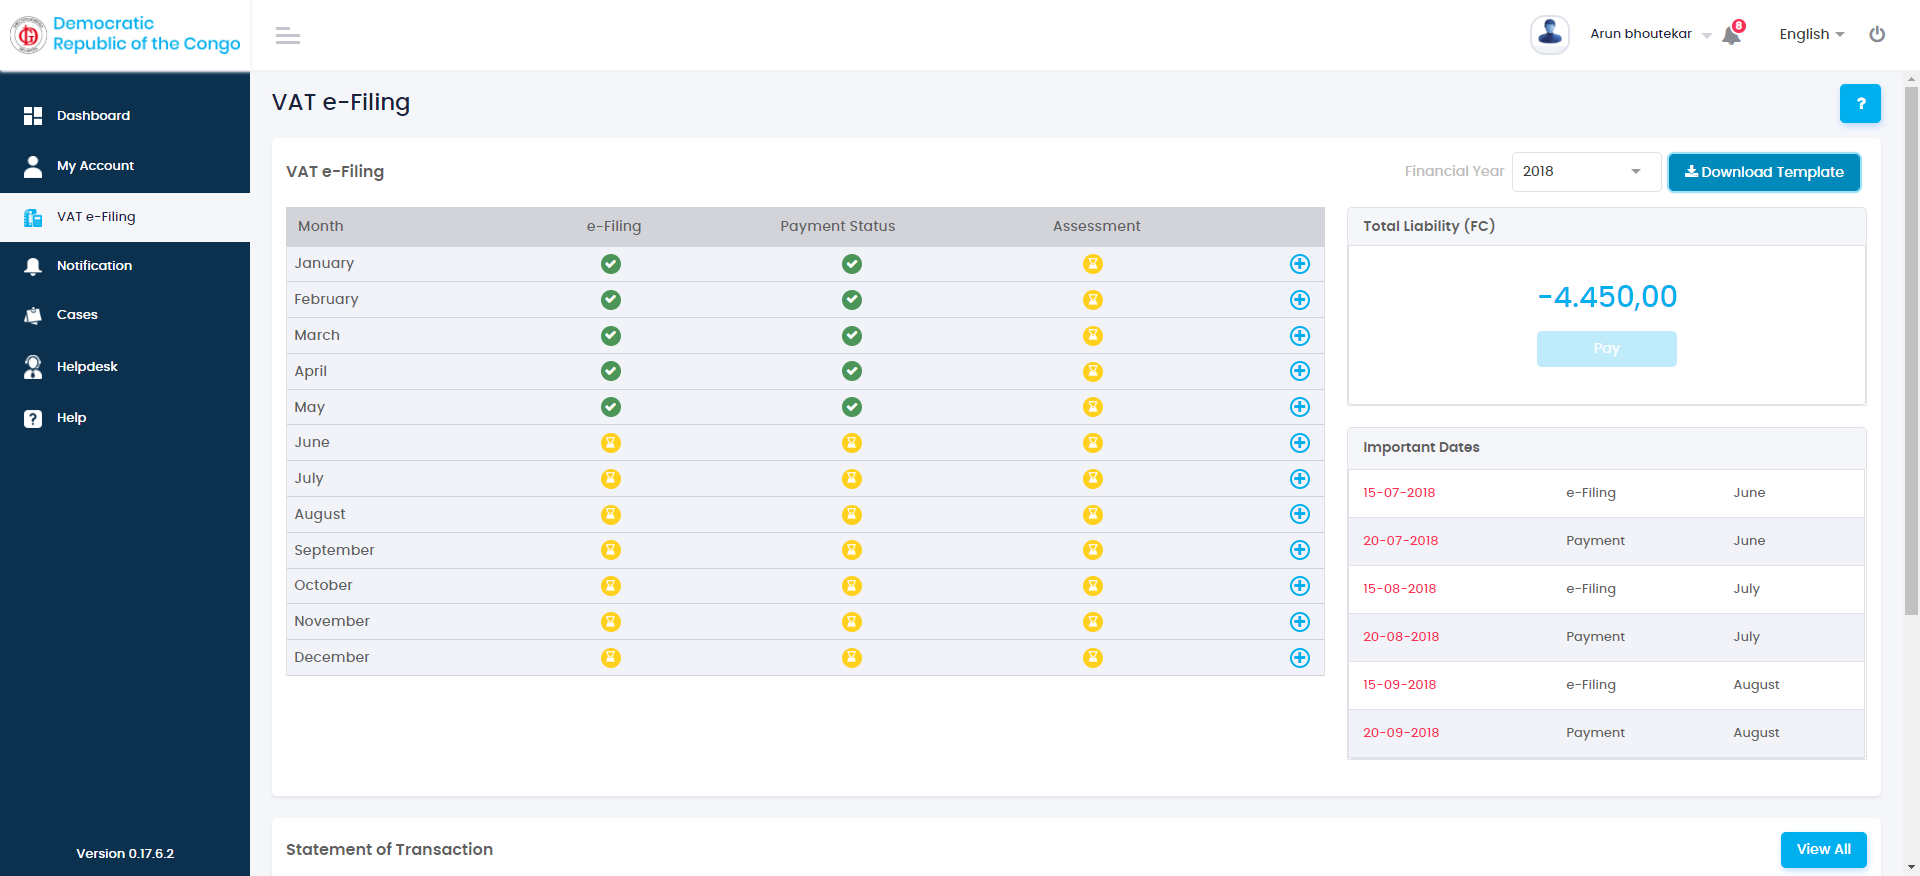 Democratic
Republic of the Congo
Arun bhoutekar
8
English
Dashboard
My Account
VAT e-Filing
Notification
Cases
Helpdesk
? Help
Version 0.17.6.2
VAT e-Filing
?
VAT e-Filing
Financial Year 2018 Download Template
Month e-Filing Payment Status Assessment
January
February
March
April
May
June
July
August
September
October
November
December
Total Liability (FC)
-4.450,00
Pay
Important Dates
15-07-2018 e-Filing June
20-07-2018 Payment June
15-08-2018 e-Filing July
20-08-2018 Payment July
15-09-2018 e-Filing August
20-09-2018 Payment August
Statement of Transaction
View All